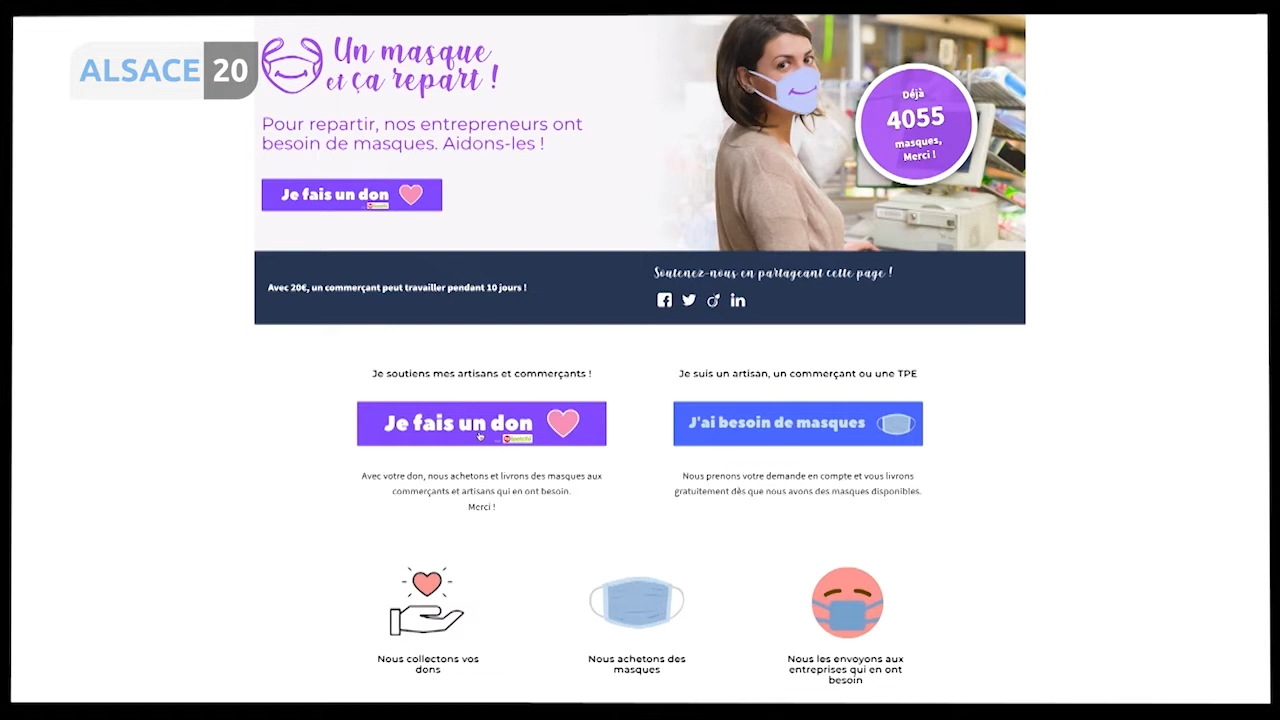 ALSACE 20
Un masque
et ça repart !
Pour repartir, nos entrepreneurs ont
besoin de masques. Aidons-les !
Je fais un don
Déjà
4055
masques,
Merci !
Avec 20€, un commerçant peut travailler pendant 10 jours !
Soutenez-nous en partageant cette page !
Je soutiens mes artisans et commerçants !
Je fais un don
Avec votre don, nous achetons et livrons des masques aux
commerçants et artisans qui en ont besoin.
Merci !
Je suis un artisan, un commerçant ou une TPE
J'ai besoin de masques
Nous prenons votre demande en compte et vous livrons
gratuitement dès que nous avons des masques disponibles.
Nous collectons vos
dons
Nous achetons des
masques
Nous les envoyons aux
entreprises qui en ont
besoin